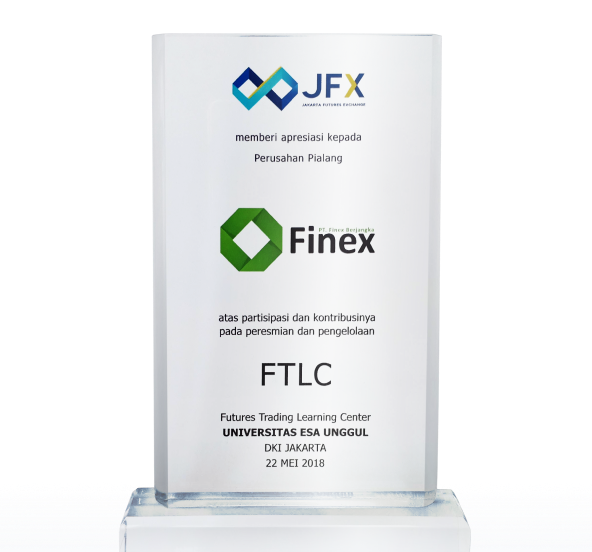 JFX
JAKARTA FUTURES EXCHANGE
memberi apresiasi kepada
Perusahan Pialang
PT. Finex Berjangka
Finex
atas partisipasi dan kontribusinya
pada peresmian dan pengelolaan
FTLC
Futures Trading Learning Center
UNIVERSITAS ESA UNGGUL
DKI JAKARTA
22 MEI 2018